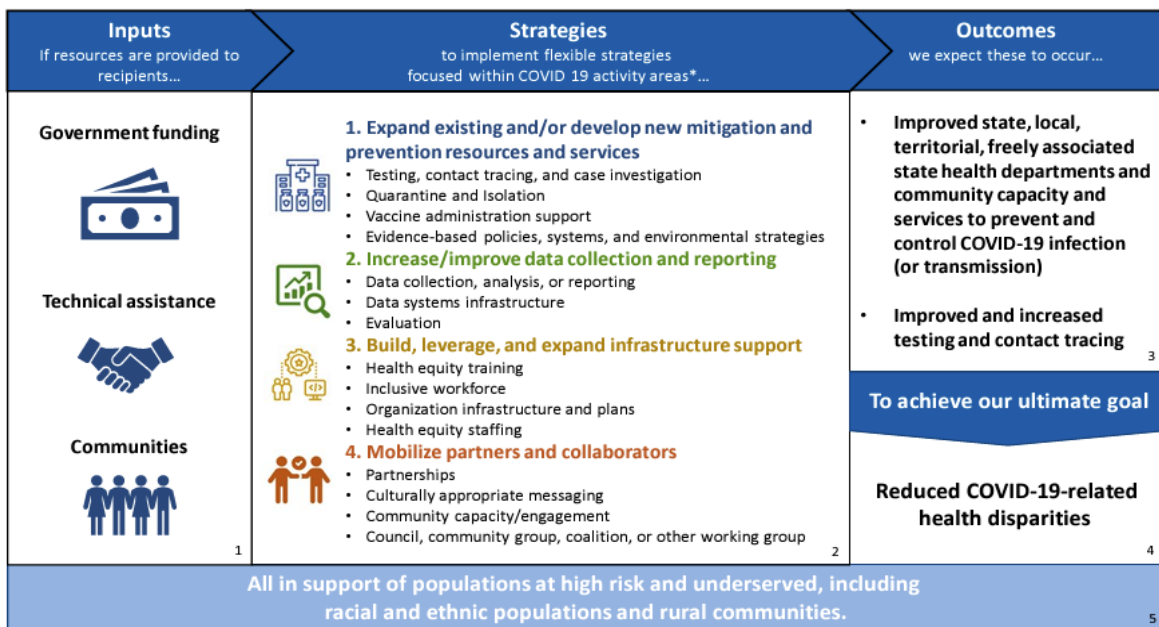 Inputs
If resources are provided to
recipients...
Government funding
Technical assistance
Communities
1
Strategies
to implement flexible strategies
focused within COVID 19 activity areas*...
1. Expand existing and/or develop new mitigation and
prevention resources and services
• Testing, contact tracing, and case investigation
• Quarantine and Isolation
• Vaccine administration support
• Evidence-based policies, systems, and environmental strategies
2. Increase/improve data collection and reporting
• Data collection, analysis, or reporting
• Data systems infrastructure
• Evaluation
3. Build, leverage, and expand infrastructure support
• Health equity training
• Inclusive workforce
• Organization infrastructure and plans
• Health equity staffing
4. Mobilize partners and collaborators
• Partnerships
• Culturally appropriate messaging
• Community capacity/engagement
• Council, community group, coalition, or other working group
2
Outcomes
we expect these to occur...
• Improved state, local,
territorial, freely associated
state health departments and
community capacity and
services to prevent and
control COVID-19 infection
(or transmission)
• Improved and increased
testing and contact tracing
3
To achieve our ultimate goal
Reduced COVID-19-related
health disparities
4
All in support of populations at high risk and underserved, including
racial and ethnic populations and rural communities.
5